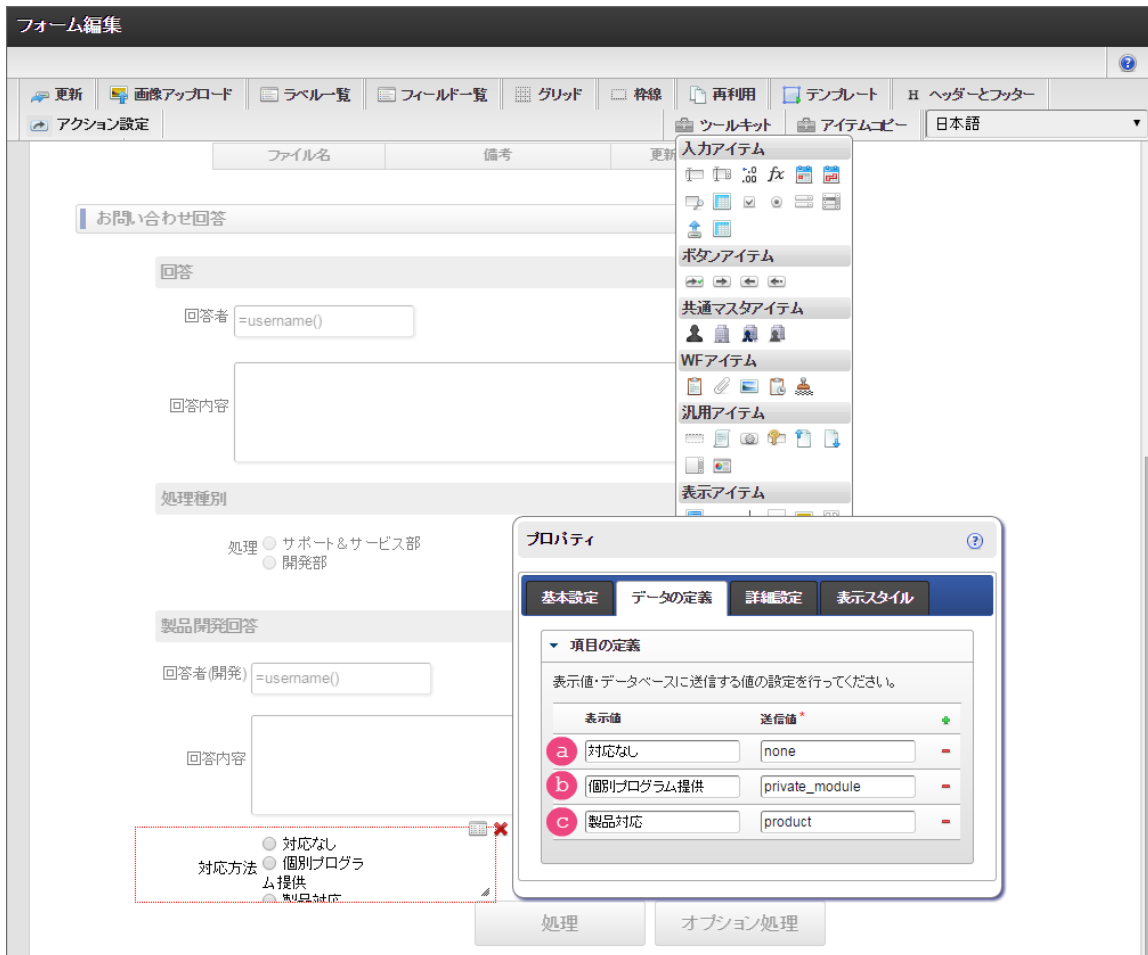 フォーム編集
更新 画像アップロード ラベル一覧 フィールド一覧 グリッド 枠線 再利用 テンプレート H ヘッダーとフッター
アクション設定 ツールキット アイテムコピー 日本語
ファイル名 備考 更新
入力アイテム
お問い合わせ回答
ボタンアイテム
回答
共通マスタアイテム
回答者 =username()
WFアイテム
回答内容
汎用アイテム
処理種別
表示アイテム
処理 サポート&サービス部
開発部
プロパティ
基本設定 データの定義 詳細設定 表示スタイル
製品開発回答
項目の定義
回答者(開発) =username()
表示値・データベースに送信する値の設定を行ってください。
表示値 送信値*
回答内容
a 対応なし none
b 個別プログラム提供 private_module
c 製品対応 product
対応方法
対応なし
個別プログラ
ム提供
製品対応
処理 オプション処理